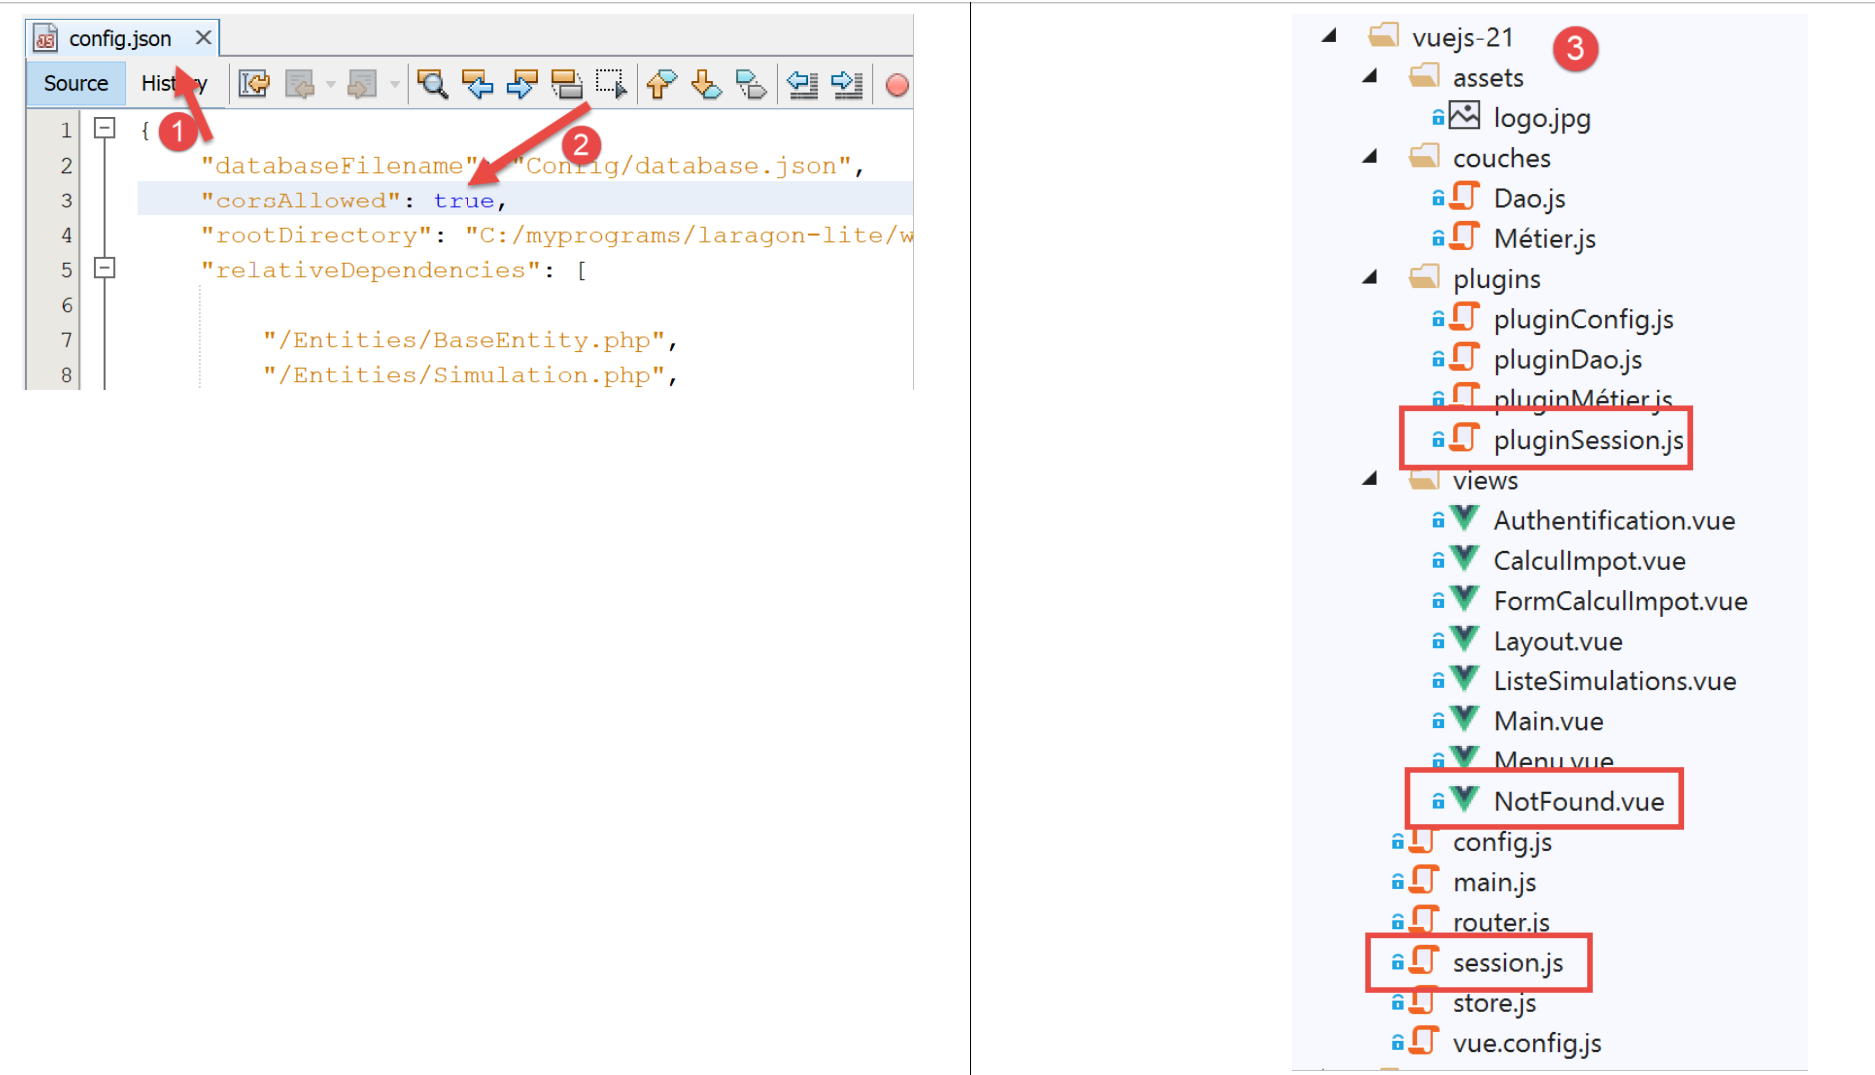 config.json
Source History
1 {
1
2 "databaseFilename": "Config/database.json",
2
3 "corsAllowed": true,
4 "rootDirectory": "C:/myprograms/laragon-lite/w
5 "relativeDependencies": [
6
7 "/Entities/BaseEntity.php",
8 "/Entities/Simulation.php",
vuejs-21
3
assets
logo.jpg
couches
Dao.js
Métier.js
plugins
pluginConfig.js
pluginDao.js
pluginMétier.js
pluginSession.js
views
Authentification.vue
CalculImpot.vue
FormCalculImpot.vue
Layout.vue
ListeSimulations.vue
Main.vue
Menu.vue
NotFound.vue
config.js
main.js
router.js
session.js
store.js
vue.config.js